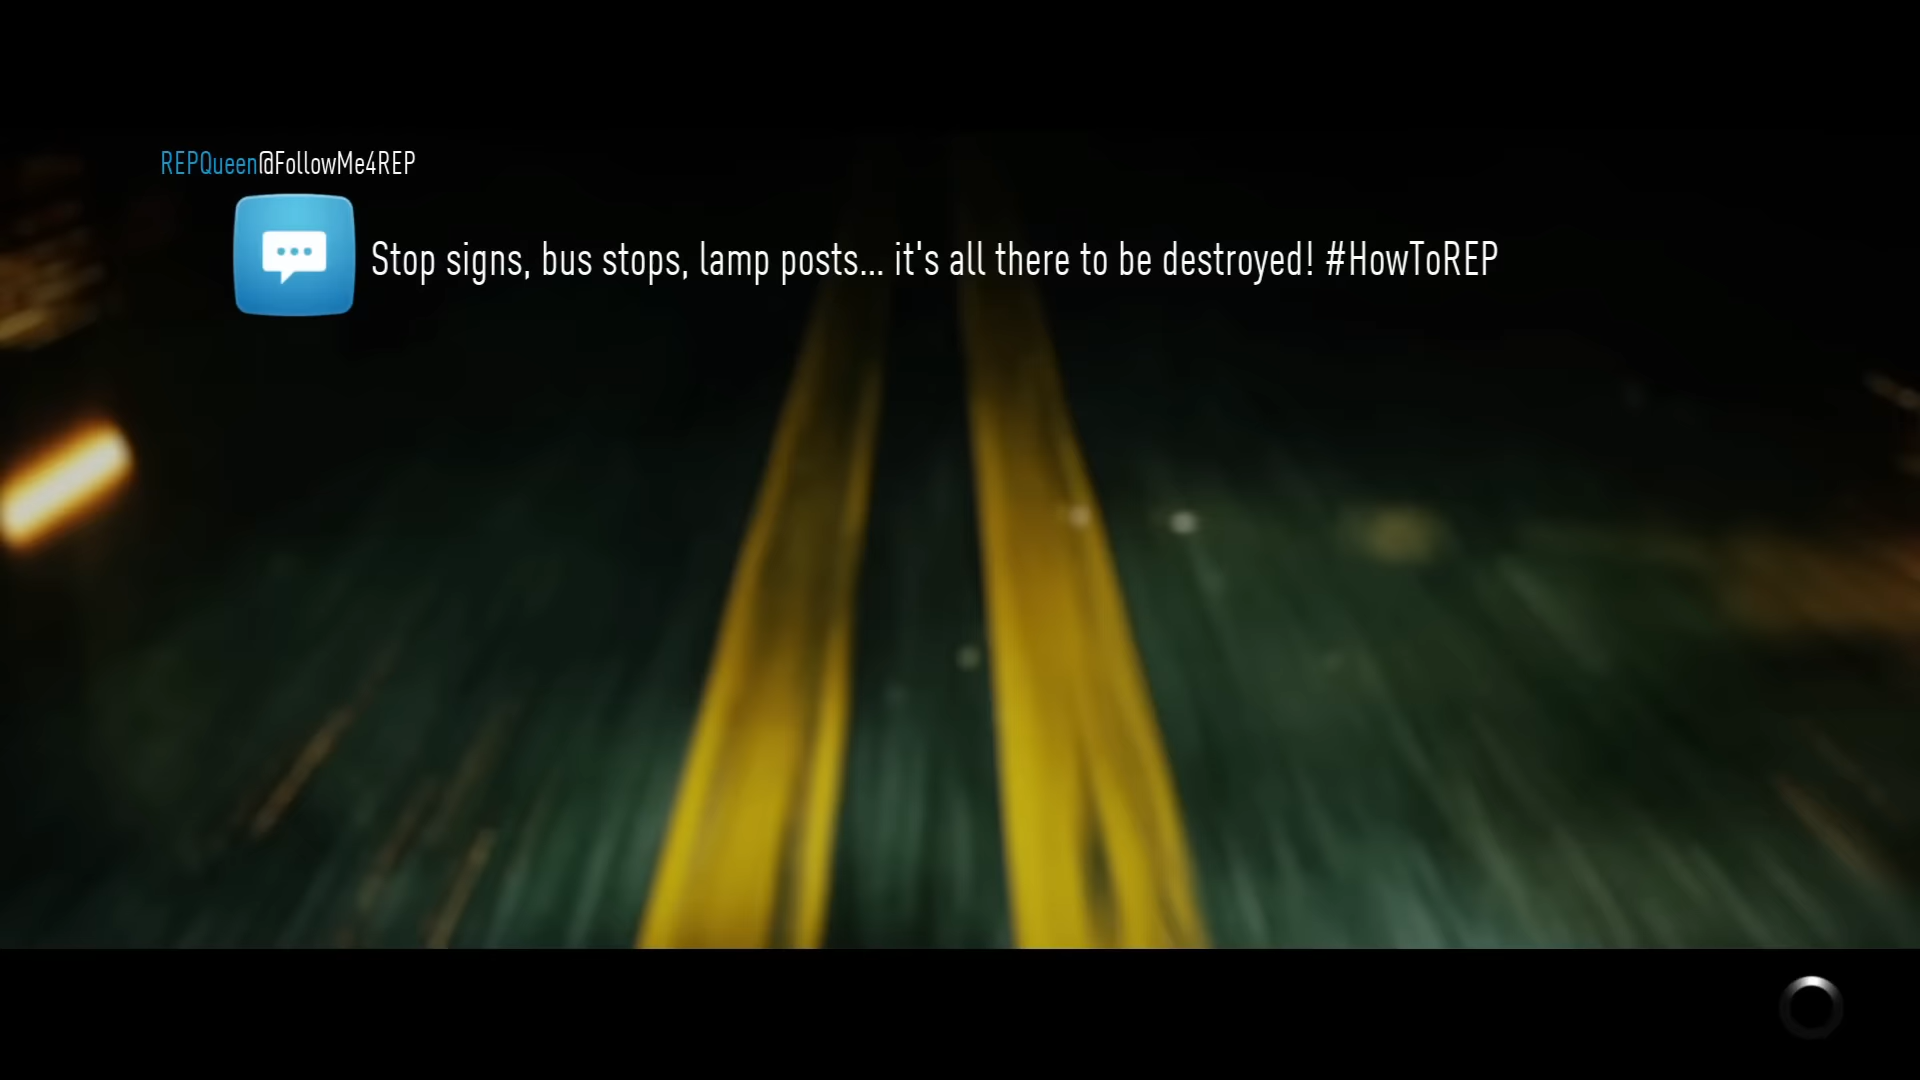 REPQueen@FollowMe4REP
Stop signs, bus stops, lamp posts... it's all there to be destroyed! #HowToREP